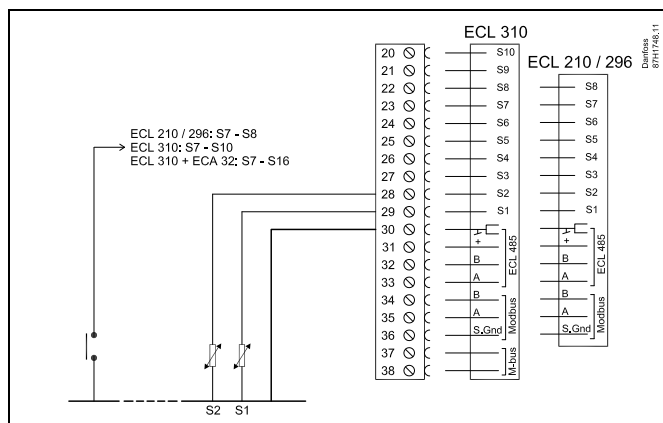 ECL 310
ECL 210 / 296
Danfoss
87H1748.11
ECL 210 / 296: S7 - S8
ECL 310: S7 - S10
ECL 310 + ECA 32: S7 - S16
20 S10
21 S9
22 S8
23 S7
24 S6
25 S5
26 S4
27 S3
28 S2
29 S1
30
31 +
32 B
33 A
34 B
35 A
36 S.Gnd
37
38
ECL 485
Modbus
M-bus
S8
S7
S6
S5
S4
S3
S2
S1
+
B
A
B
A
S.Gnd
ECL 485
Modbus
S2 S1